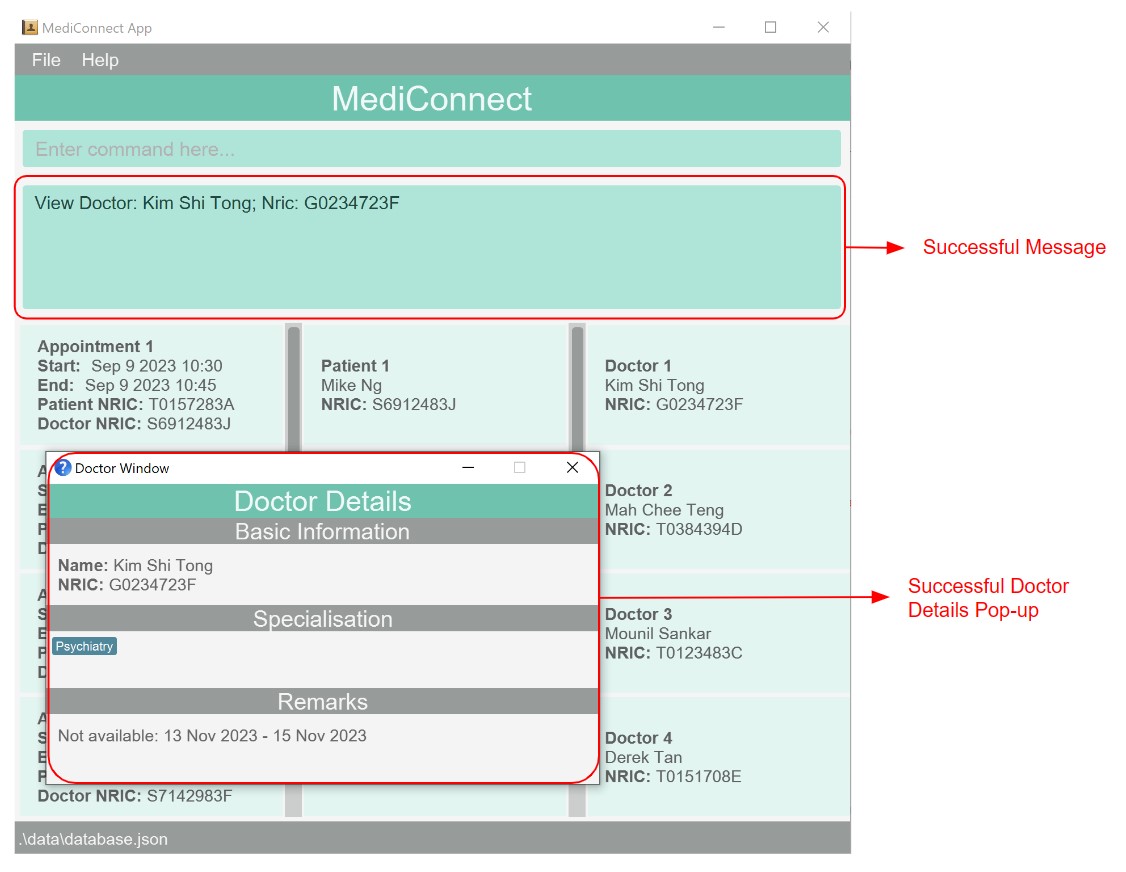 MediConnect App
File Help
MediConnect
Enter command here...
View Doctor: Kim Shi Tong; Nric: G0234723F
Successful Message
Appointment 1
Start: Sep 9 2023 10:30
End: Sep 9 2023 10:45
Patient NRIC: T0157283A
Doctor NRIC: S6912483J
Patient 1
Mike Ng
NRIC: S6912483J
Doctor 1
Kim Shi Tong
NRIC: G0234723F
Doctor Window
Doctor Details
Basic Information
Name: Kim Shi Tong
NRIC: G0234723F
Specialisation
Psychiatry
Remarks
Not available: 13 Nov 2023 - 15 Nov 2023
Successful Doctor
Details Pop-up
Doctor 2
Mah Chee Teng
NRIC: T0384394D
Doctor 3
Mounil Sankar
NRIC: T0123483C
Doctor 4
Derek Tan
NRIC: T0151708E
Doctor NRIC: S7142983F
.\data\database.json